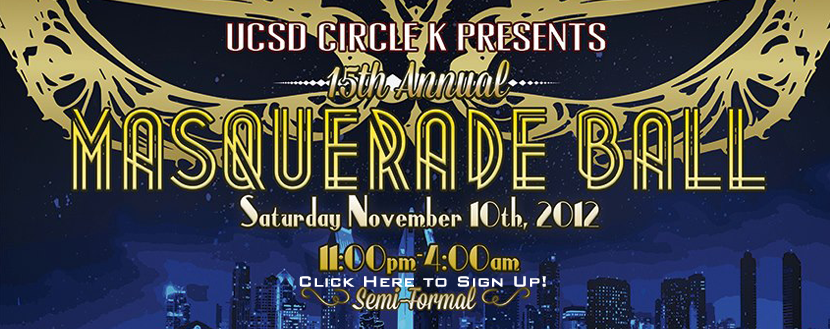 UCSD CIRCLE K PRESENTS
15th Annual
MASQUERADE BALL
Saturday November 10th, 2012
11:00pm-4:00am
CLICK HERE TO SIGN UP!
Semi-Formal